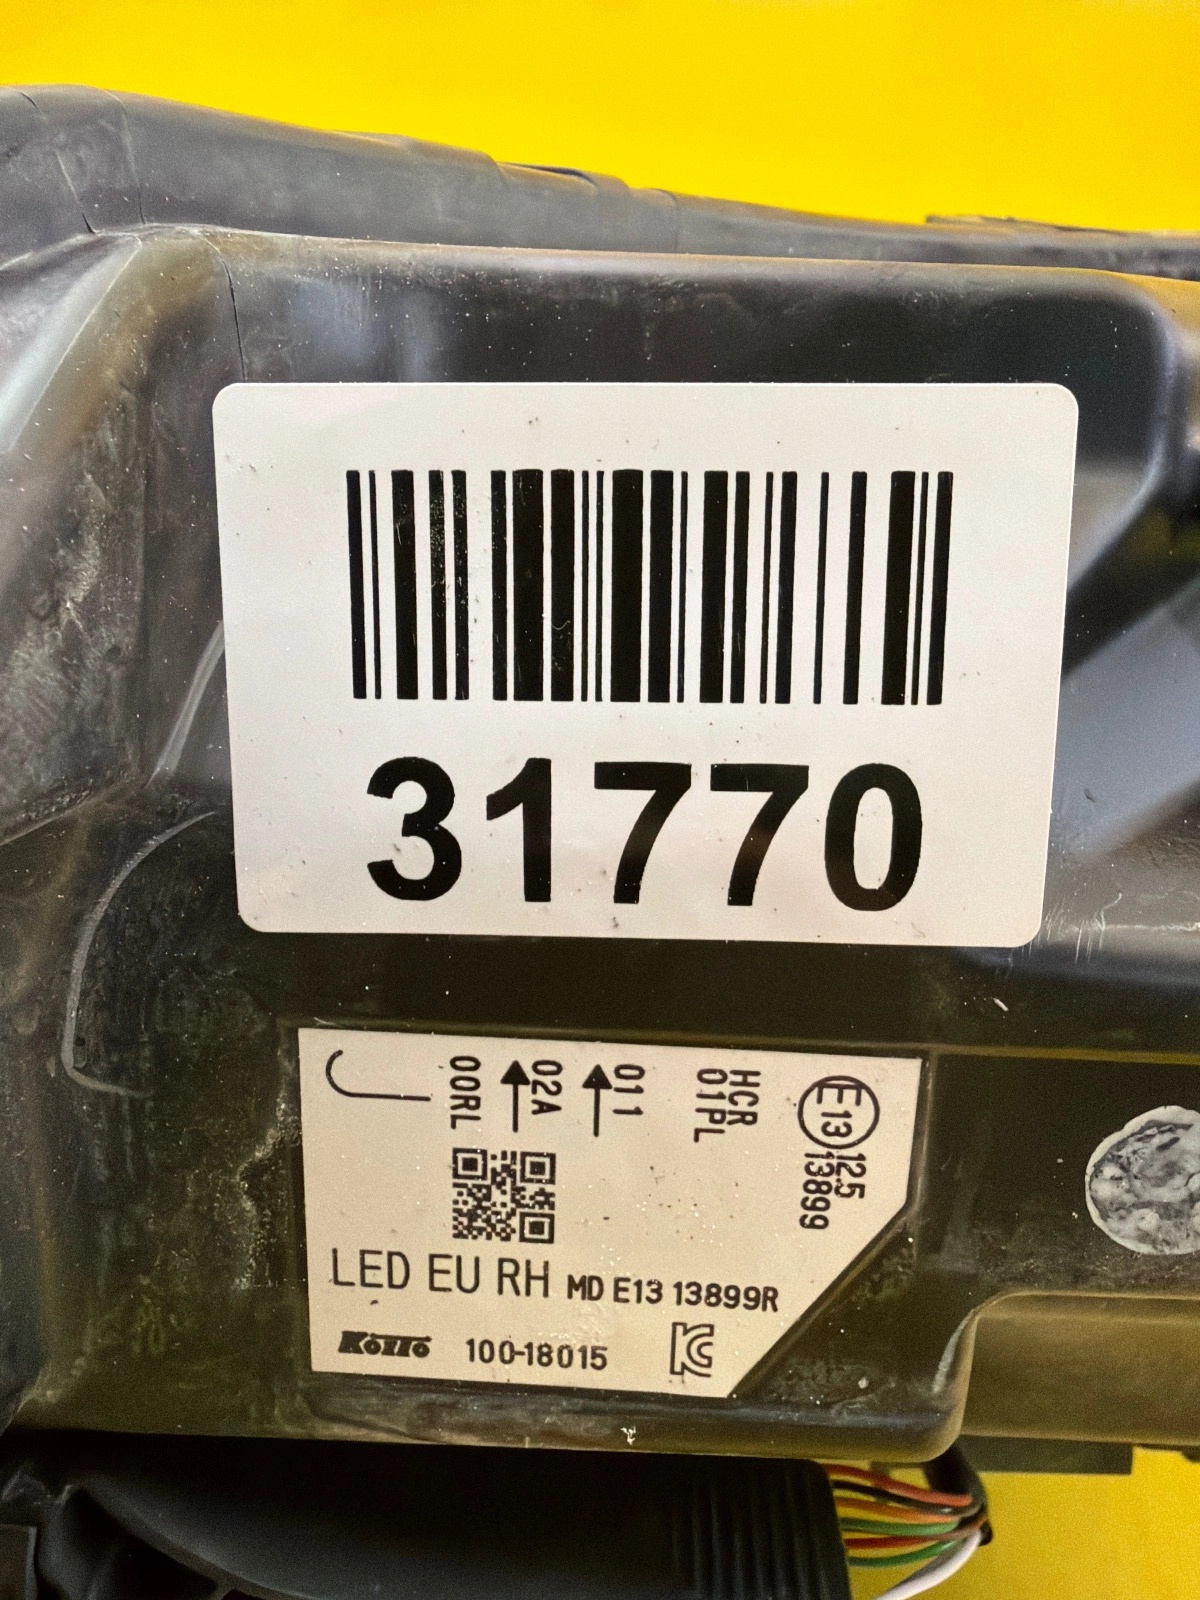 31770
J
00RL
02A
011
HCR
01PL
E13
12.5
13899
LED EU RH MD E13 13899R
KOITO 100-18015